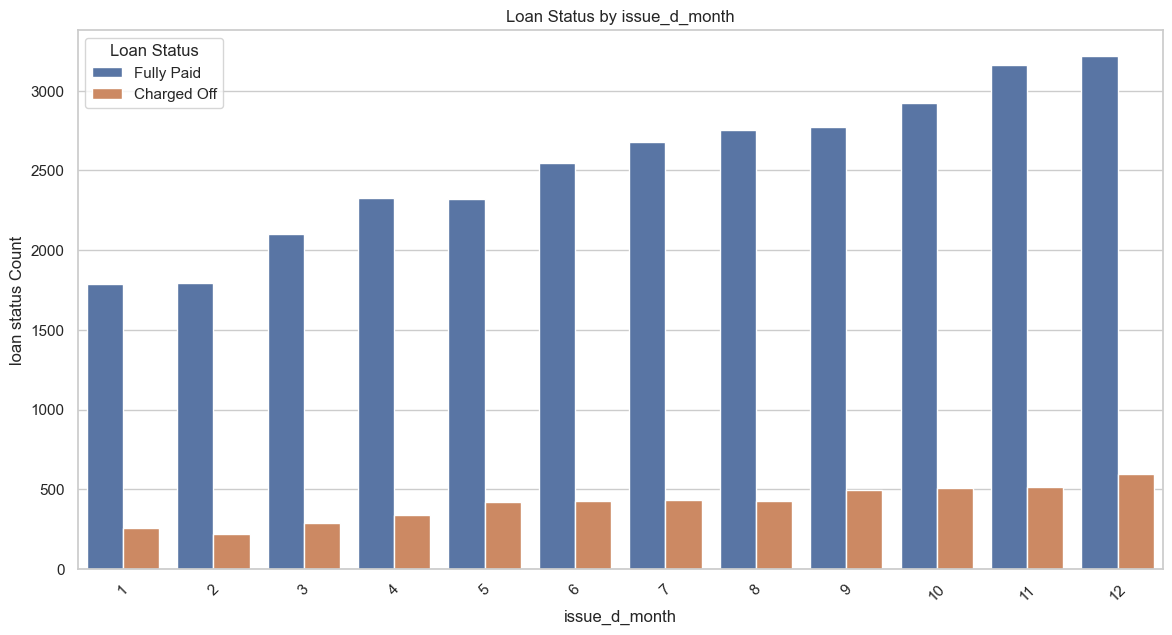 Loan Status by issue_d_month
Loan Status
Fully Paid
Charged Off
loan status Count
3000
2500
2000
1500
1000
500
0
1 2 3 4 5 6 7 8 9 10 11 12
issue_d_month